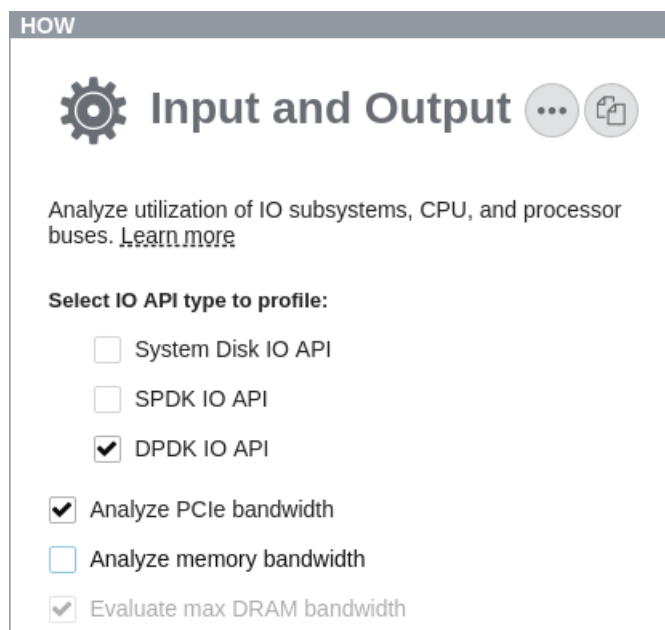 HOW
Input and Output
Analyze utilization of IO subsystems, CPU, and processor
buses. Learn more
Select IO API type to profile:
System Disk IO API
SPDK IO API
DPDK IO API
Analyze PCIe bandwidth
Analyze memory bandwidth
Evaluate max DRAM bandwidth